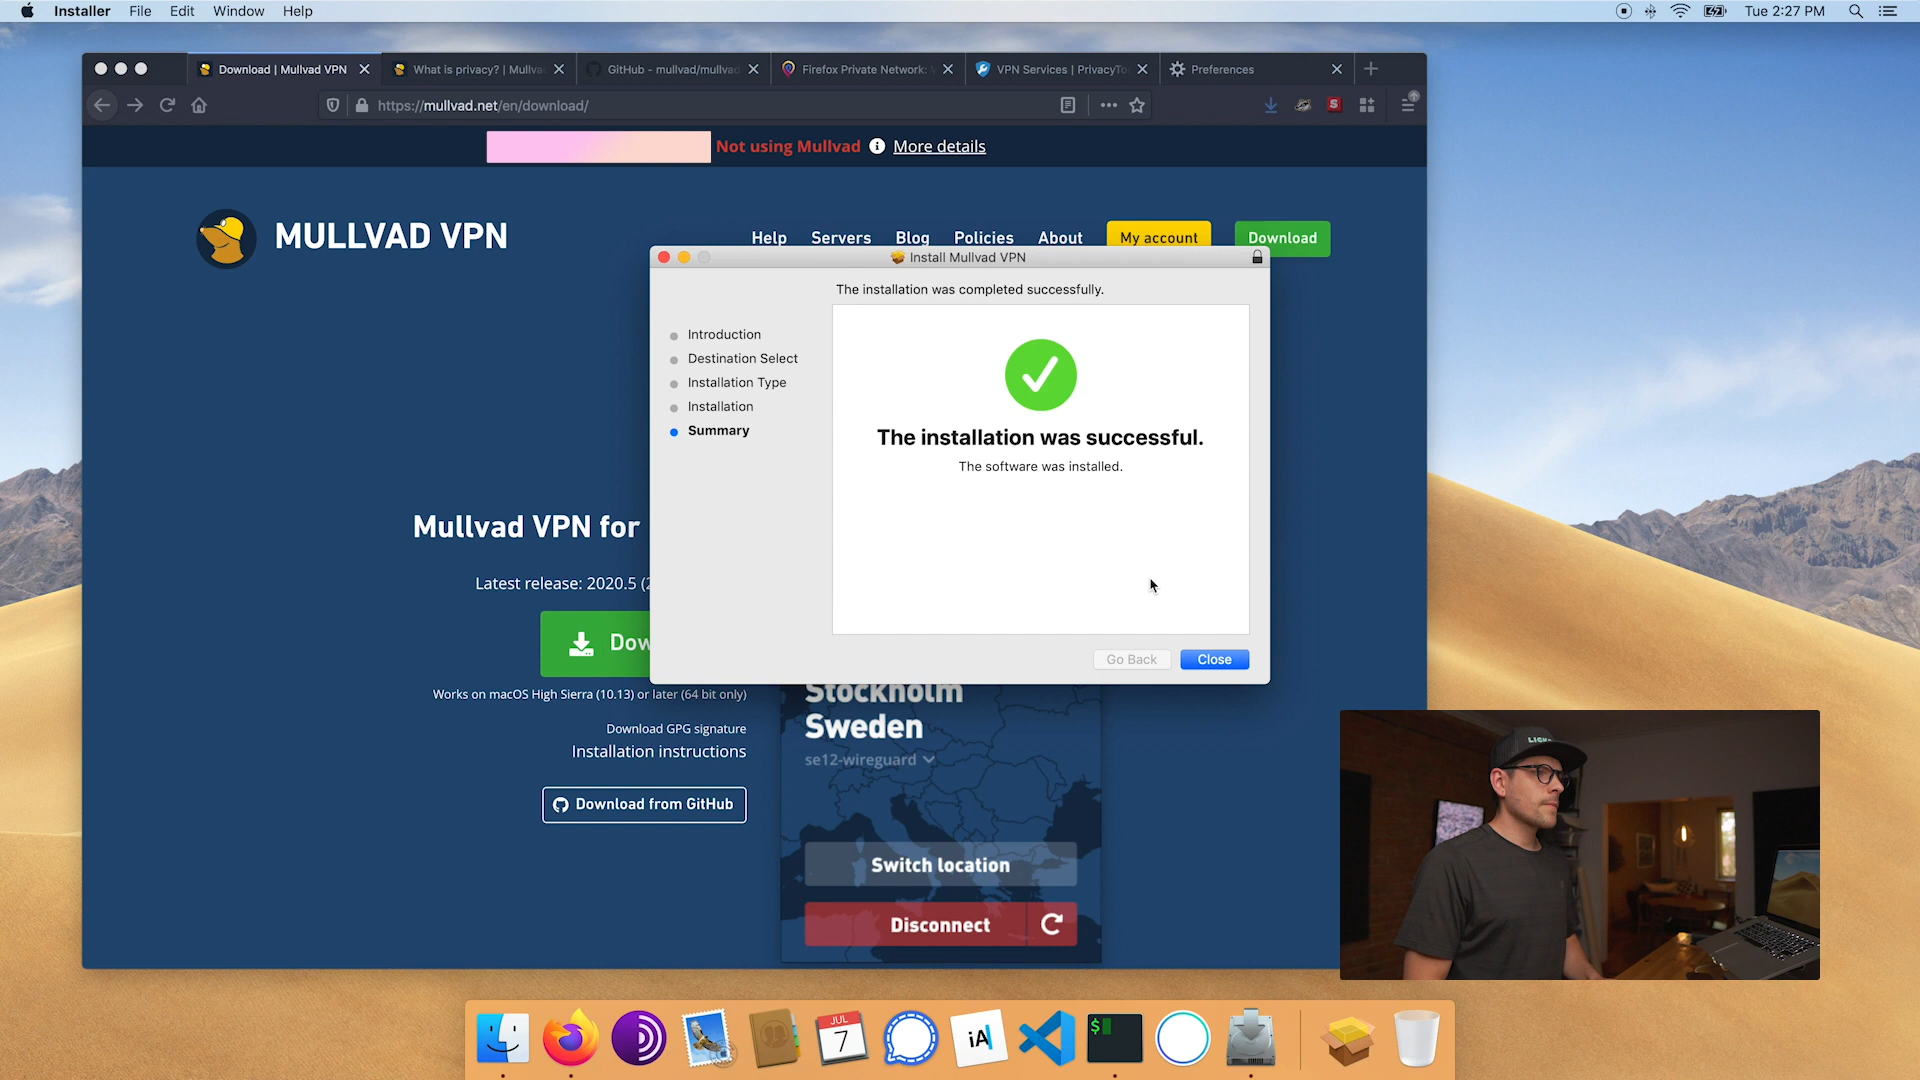 Installer File Edit Window Help
Tue 2:27 PM
Download | Mullvad VPN
What is privacy? | Mullva
GitHub - mullvad/mullvad
Firefox Private Network:
VPN Services | PrivacyTo
Preferences
https://mullvad.net/en/download/
Not using Mullvad More details
MULLVAD VPN
Help Servers Blog Policies About My account Download
Install Mullvad VPN
The installation was completed successfully.
Introduction
Destination Select
Installation Type
Installation
Summary
The installation was successful.
The software was installed.
Go Back Close
Mullvad VPN for
Latest release: 2020.5
Works on macOS High Sierra (10.13) or later (64 bit only)
Download GPG signature
Installation instructions
Download from GitHub
Stockholm
Sweden
se12-wireguard
Switch location
Disconnect
JUL
7
iA
$
S